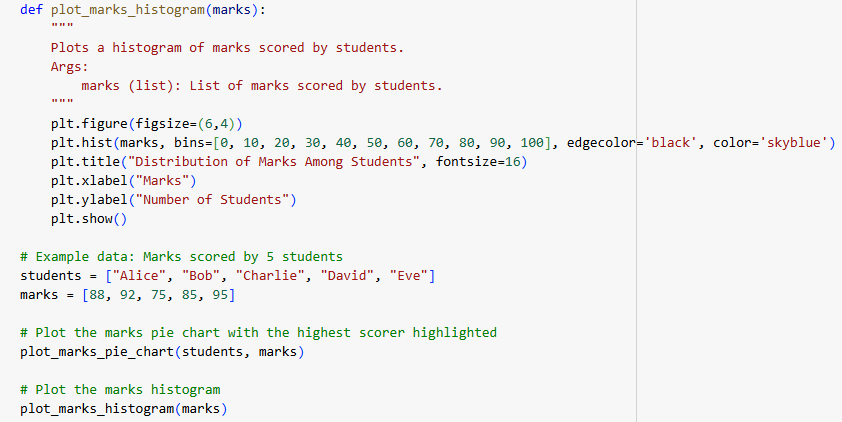 def plot_marks_histogram(marks):
    """
    Plots a histogram of marks scored by students.
    Args:
        marks (list): List of marks scored by students.
    """
    plt.figure(figsize=(6,4))
    plt.hist(marks, bins=[0, 10, 20, 30, 40, 50, 60, 70, 80, 90, 100], edgecolor='black', color='skyblue')
    plt.title("Distribution of Marks Among Students", fontsize=16)
    plt.xlabel("Marks")
    plt.ylabel("Number of Students")
    plt.show()

# Example data: Marks scored by 5 students
students = ["Alice", "Bob", "Charlie", "David", "Eve"]
marks = [88, 92, 75, 85, 95]

# Plot the marks pie chart with the highest scorer highlighted
plot_marks_pie_chart(students, marks)

# Plot the marks histogram
plot_marks_histogram(marks)